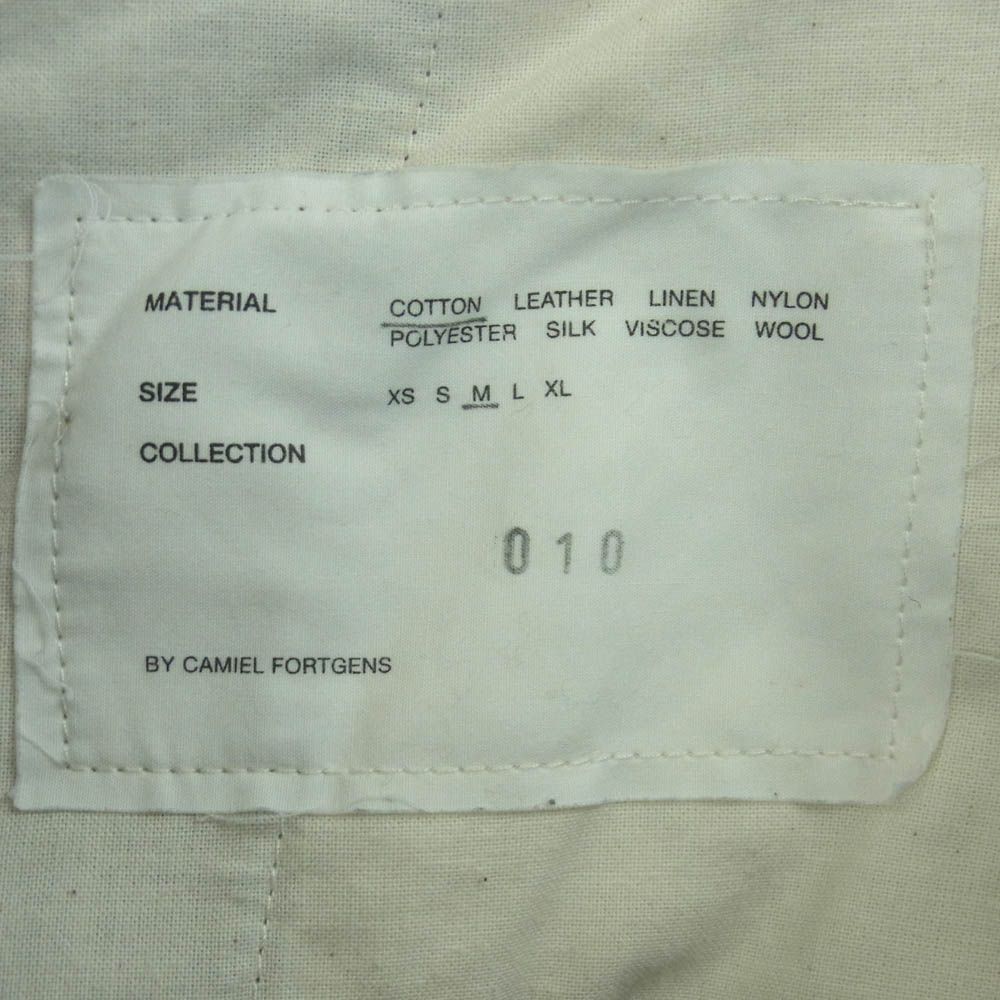 MATERIAL COTTON LEATHER LINEN NYLON
POLYESTER SILK VISCOSE WOOL
SIZE XS S M L XL
COLLECTION
010
BY CAMIEL FORTGENS